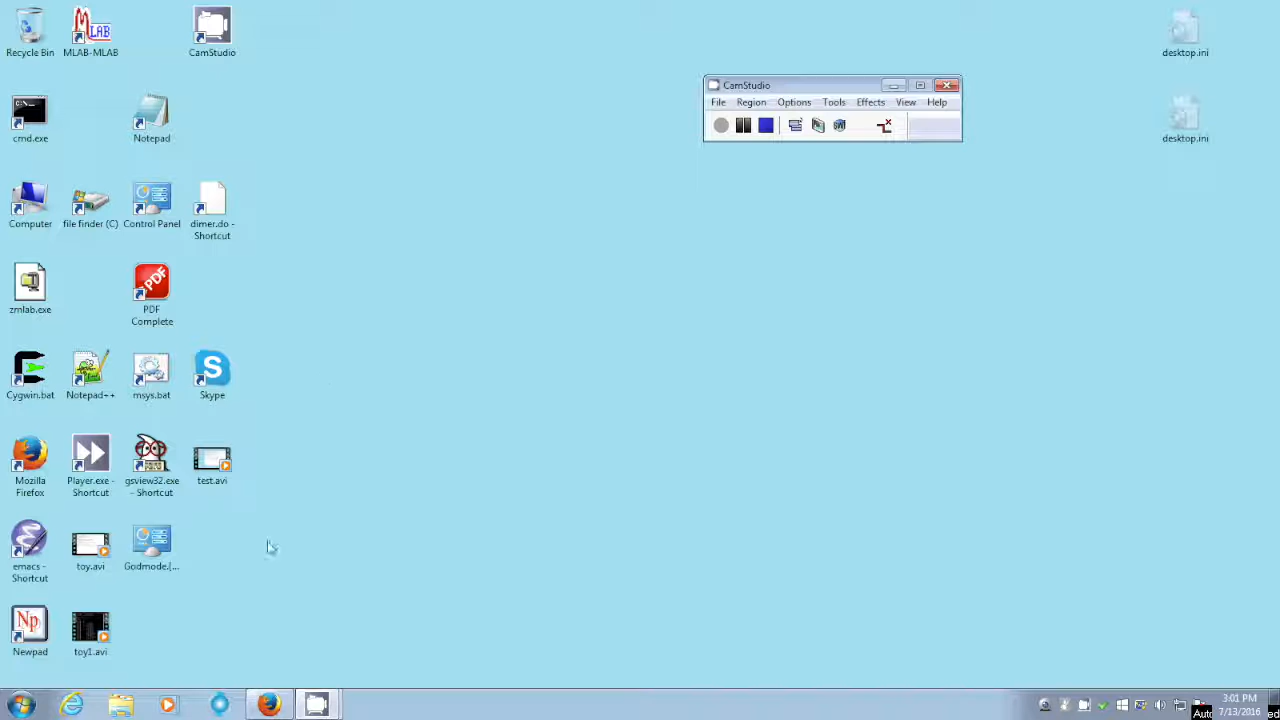 Recycle Bin
MLAB
MLAB-MLAB
CamStudio
desktop.ini
CamStudio
File Region Options Tools Effects View Help
C:\_
cmd.exe
Notepad
desktop.ini
Computer
file finder (C)
Control Panel
dimer.do -
Shortcut
PDF
zmlab.exe
PDF
Complete
S
Cygwin.bat
Notepad++
msys.bat
Skype
Mozilla
Firefox
Player.exe -
Shortcut
gsview32.exe
- Shortcut
test.avi
emacs -
Shortcut
toy.avi
Godmode.[...
Np
Newpad
toy1.avi
3:01 PM
7/13/2016